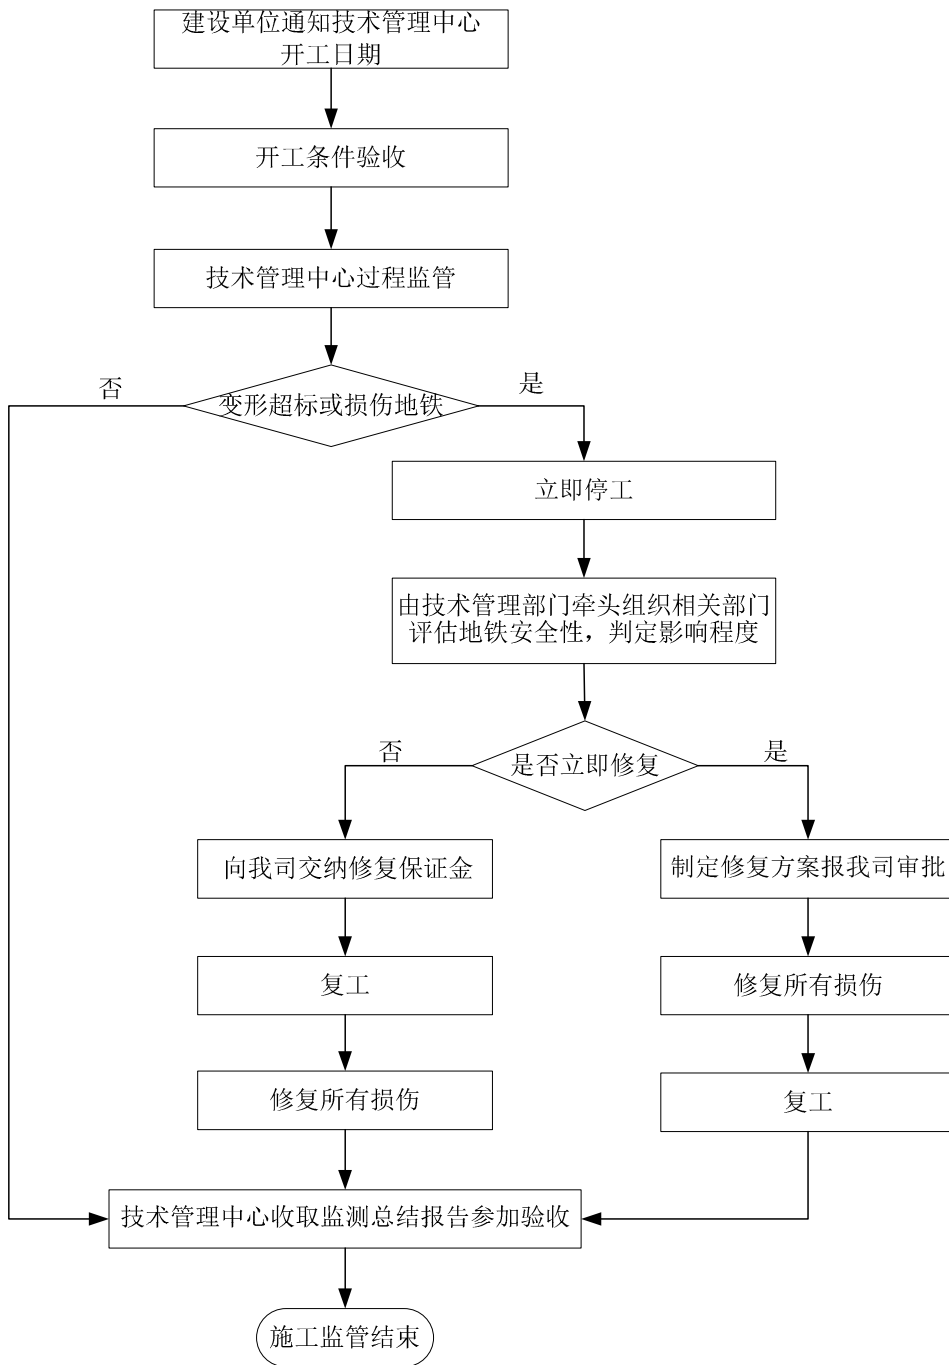 建设单位通知技术管理中心
开工日期
开工条件验收
技术管理中心过程监管
否
变形超标或损伤地铁
是
立即停工
由技术管理部门牵头组织相关部门
评估地铁安全性，判定影响程度
否
是否立即修复
是
向我司交纳修复保证金
制定修复方案报我司审批
复工
修复所有损伤
修复所有损伤
复工
技术管理中心收取监测总结报告参加验收
施工监管结束